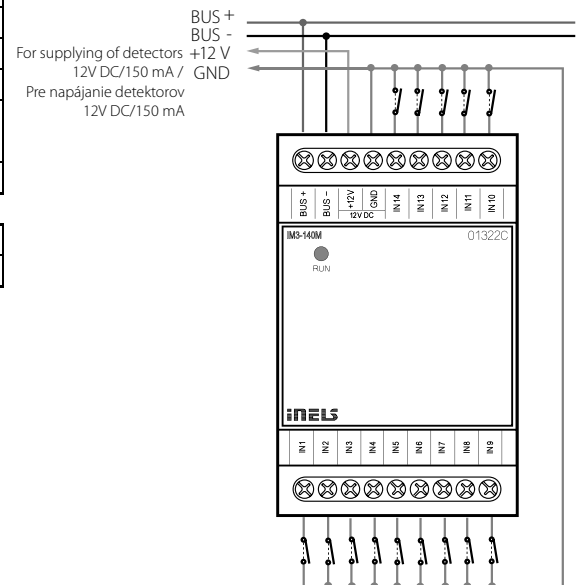 BUS +
BUS -
For supplying of detectors +12 V
12V DC/150 mA / GND
Pre napájanie detektorov
12V DC/150 mA
BUS +
BUS –
+12V
GND
12V DC
IN14
IN13
IN12
IN11
IN10
IM3-140M
01322C
RUN
iNELS
IN1
IN2
IN3
IN4
IN5
IN6
IN7
IN8
IN9